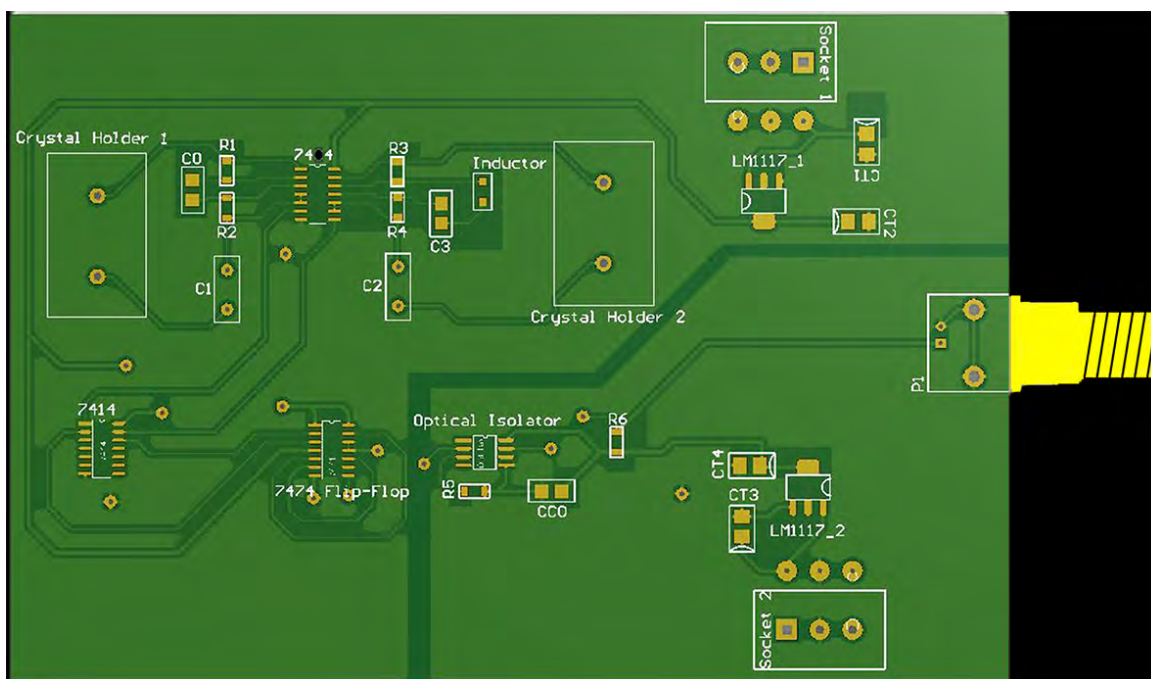 Socket 1
Crystal Holder 1
C0
R1
7404
R3
Inductor
LM1117_1
CT1
R2
R4
C3
CT2
C1
C2
Crystal Holder 2
P1
7414
Optical Isolator
R6
7474 Flip-Flop
R5
CC0
CT4
CT3
LM1117_2
Socket 2